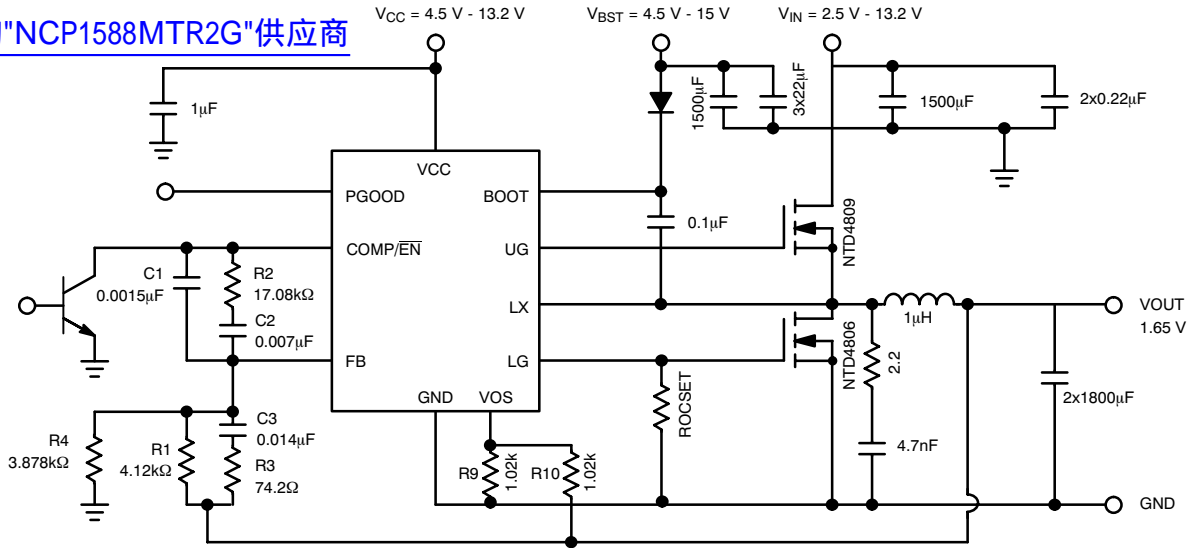 "NCP1588MTR2G"供应商
V_CC = 4.5 V - 13.2 V
V_BST = 4.5 V - 15 V
V_IN = 2.5 V - 13.2 V
1μF
1500μF
3x22μF
1500μF
2x0.22μF
VCC
PGOOD
BOOT
0.1μF
NTD4809
COMP/EN
UG
C1
0.0015μF
R2
17.08kΩ
C2
0.007μF
LX
1μH
VOUT
1.65 V
FB
LG
NTD4806
2.2
GND
VOS
ROCSET
2x1800μF
C3
0.014μF
R4
3.878kΩ
R1
4.12kΩ
R3
74.2Ω
R9
1.02k
R10
1.02k
4.7nF
GND